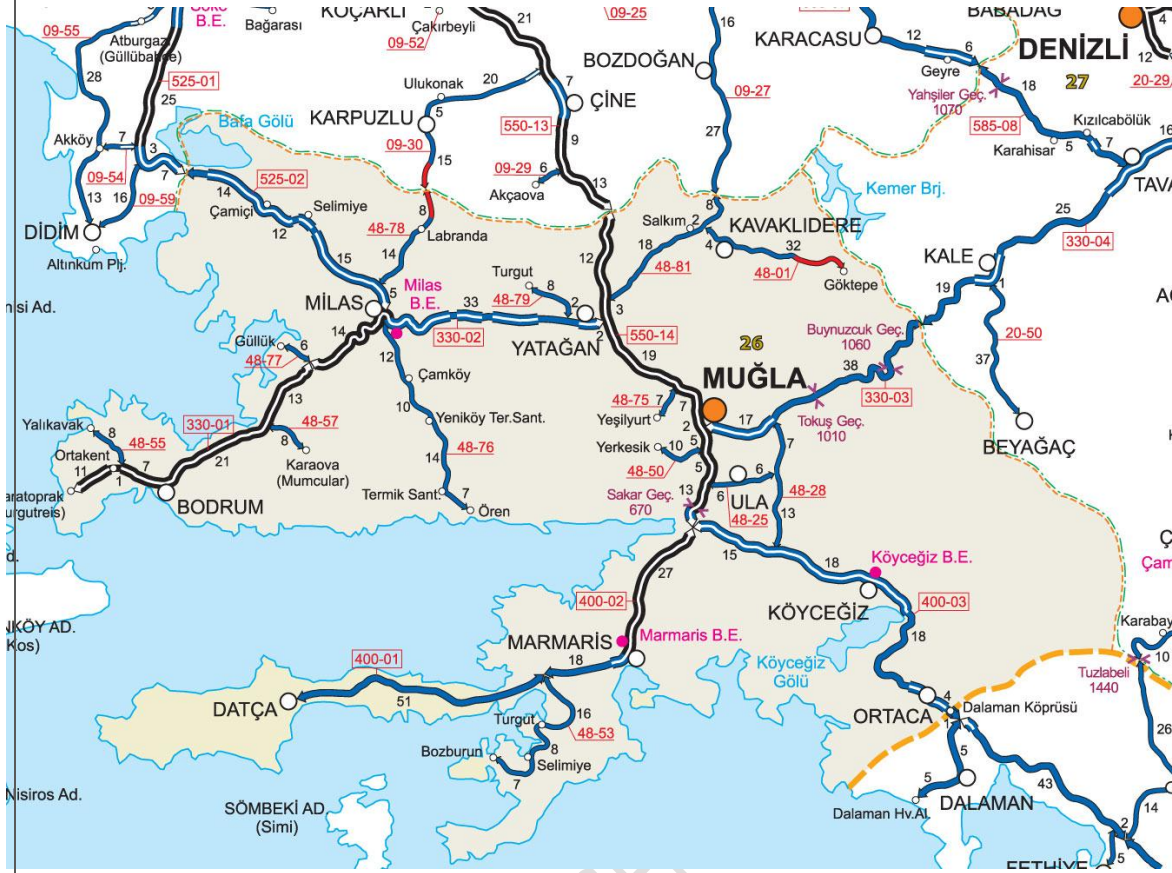 Söke
B.E.
KOÇARLI
BABADAĞ
09-55
Bağarası
Atburgazı
(Güllübahçe)
09-52
Çakırbeyli
21
09-25
16
KARACASU
12
6
DENİZLİ
12
28
525-01
25
Ulukonak
20
7
BOZDOĞAN
Geyre
27
20-29
Yahşiler Geç.
1070
18
ÇİNE
09-27
KARPUZLU
5
550-13
585-08
Kızılcabölük
16
Bafa Gölü
Akköy
7
3
09-30
9
27
Karahisar
5
7
09-54
7
15
09-29
6
TAVA
13
16
09-59
14
525-02
Akçaova
13
Kemer Brj.
DİDİM
Çamiçi
Selimiye
8
8
25
Altınkum Plj.
12
48-78
Labranda
Salkım
2
KAVAKLIDERE
330-04
15
14
12
18
4
32
KALE
48-81
48-01
Göktepe
1
nisi Ad.
MİLAS
5
Milas
B.E.
Turgut
8
48-79
2
3
19
33
14
330-02
YATAĞAN
2
550-14
Buynuzcuk Geç.
1060
20-50
Güllük
6
48-77
12
26
19
38
37
13
Çamköy
MUĞLA
330-03
48-75
7
7
Yalıkavak
8
330-01
48-57
10
Yeniköy Ter.Sant.
Yeşilyurt
2
17
Tokuş Geç.
1010
BEYAĞAÇ
48-55
Ortakent
21
8
Karaova
(Mumcular)
48-76
Yerkesik
10
5
7
11
7
14
48-50
5
6
1
BODRUM
Termik Sant.
7
Ören
Sakar Geç.
670
13
6
ULA
48-25
48-28
13
15
18
Köyceğiz B.E.
27
KÖYCEĞİZ
400-03
400-02
18
Karabay
MARMARİS
Marmaris B.E.
10
400-01
18
Köyceğiz
Gölü
Tuzlabeli
1440
DATÇA
51
4
ORTACA
Dalaman Köprüsü
1
16
Turgut
48-53
26
8
Bozburun
Selimiye
7
5
43
5
DALAMAN
Nisiros Ad.
SÖMBEKİ AD.
(Simi)
Dalaman Hv.Al.
14
2
5
FETHİYE